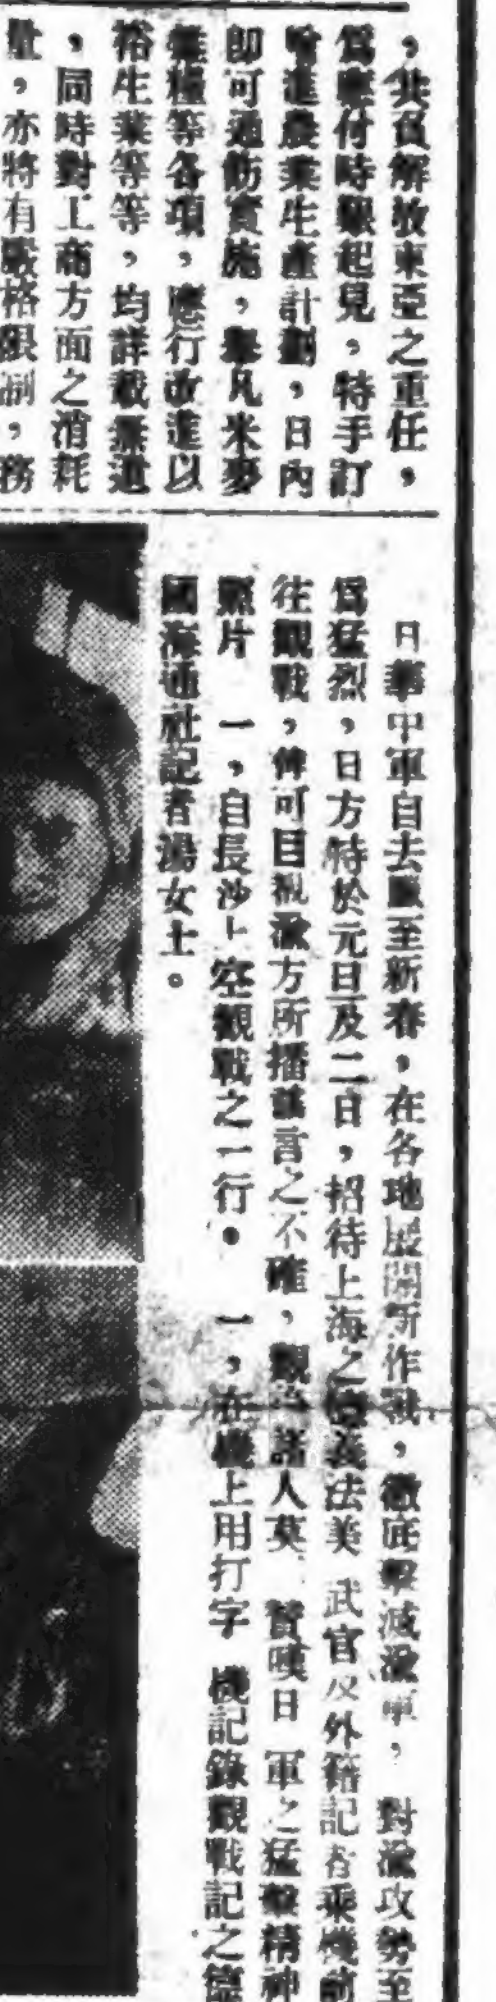 ，共負解放東亞之重任，
為應付時艱起見，特手訂
增進農業生產計劃，日內
即可通飭實施，舉凡米麥
雜糧等各項，應行改進以
裕生業等等，均詳載無遺
，同時對工商方面之消耗
量，亦將有嚴格限制，務
日華中軍自去臘至新春，在各地展開新作戰，徹底擊滅渝軍，對渝攻勢至
為猛烈，日方特於元旦及二日，招待上海之德義法美武官及外籍記者乘機前
往觀戰，俾可目視渝方所播謠言之不確，觀後諸人莫 贊嘆日軍之猛擊精神
照片 一，自長沙上空觀戰之一行。 一，在機上用打字機記錄觀戰記之德
國海通社記者湯女士。